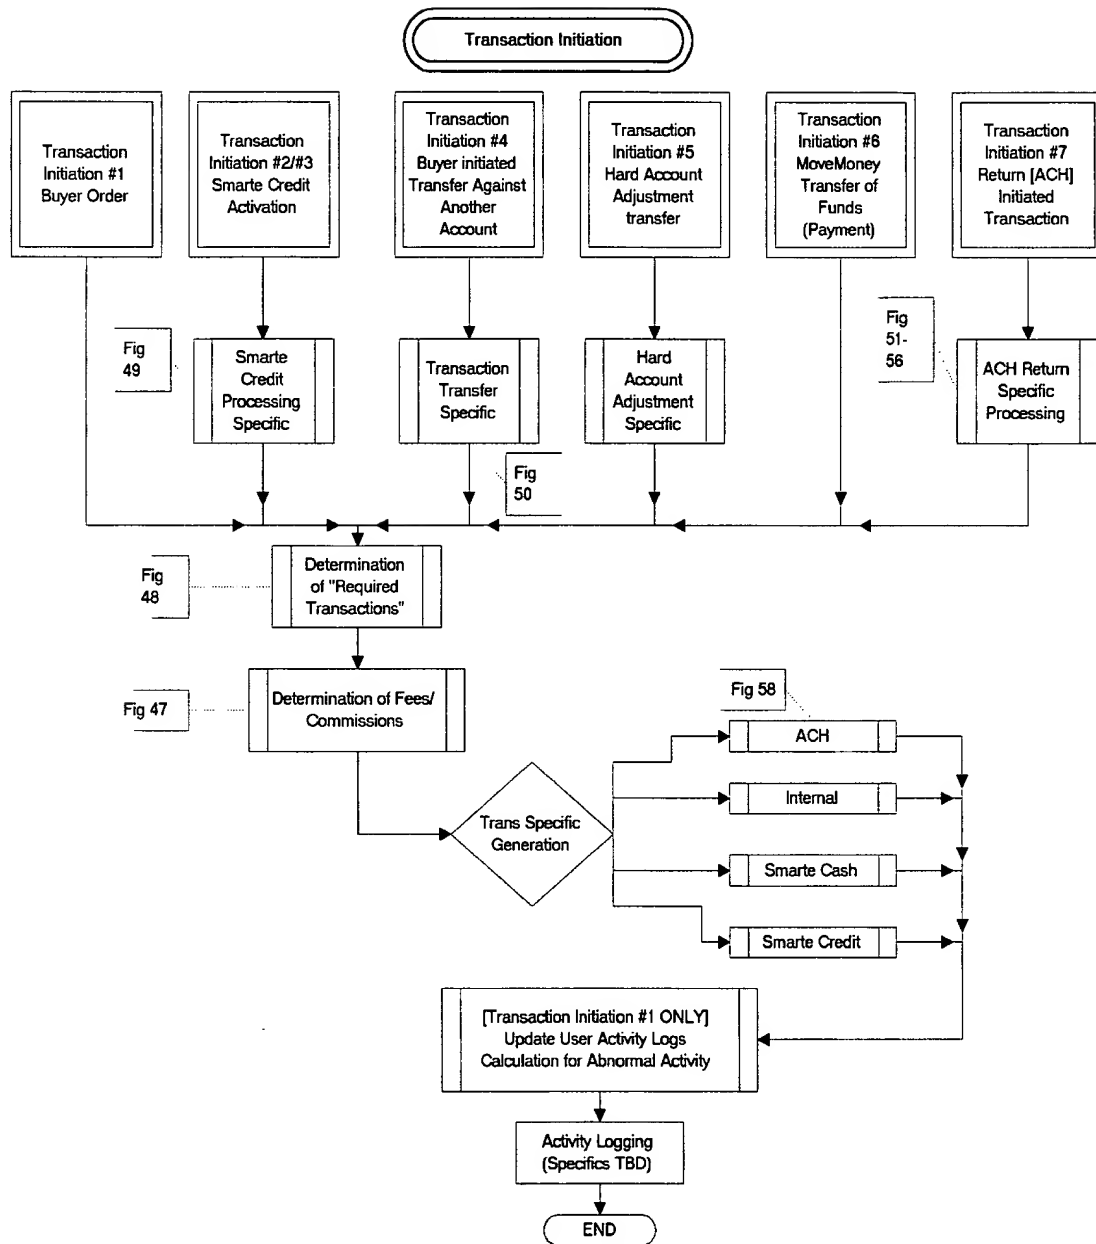 Transaction Initiation
Transaction
Initiation #1
Buyer Order
Transaction
Initiation #2/#3
Smarte Credit
Activation
Transaction
Initiation #4
Buyer initiated
Transfer Against
Another
Account
Transaction
Initiation #5
Hard Account
Adjustment
transfer
Transaction
Initiation #6
MoveMoney
Transfer of
Funds
(Payment)
Transaction
Initiation #7
Return [ACH]
Initiated
Transaction
Fig
49
Smarte
Credit
Processing
Specific
Transaction
Transfer
Specific
Hard
Account
Adjustment
Specific
Fig
51-
56
ACH Return
Specific
Processing
Fig
50
Fig
48
Determination
of "Required
Transactions"
Fig 47
Determination of Fees/
Commissions
Fig 58
Trans Specific
Generation
ACH
Internal
Smarte Cash
Smarte Credit
[Transaction Initiation #1 ONLY]
Update User Activity Logs
Calculation for Abnormal Activity
Activity Logging
(Specifics TBD)
END